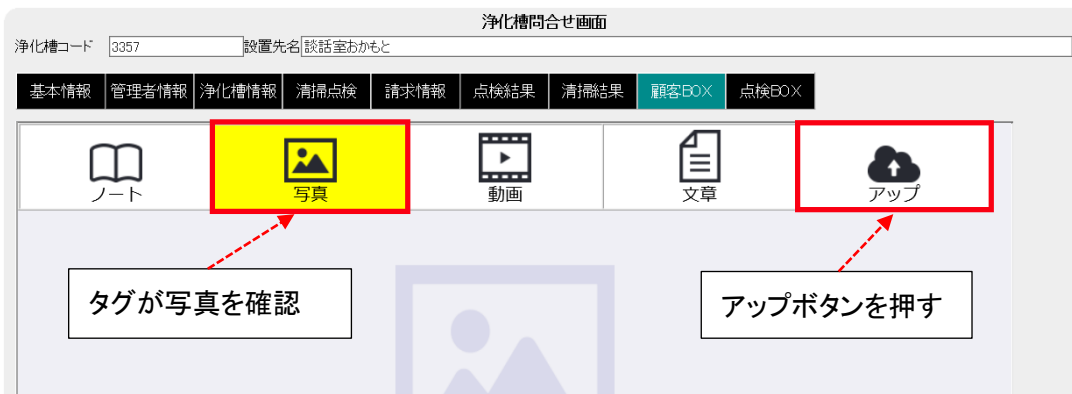 浄化槽問合せ画面
浄化槽コード 3357 設置先名 談話室おかもと
基本情報 管理者情報 浄化槽情報 清掃点検 請求情報 点検結果 清掃結果 顧客BOX 点検BOX
ノート 写真 動画 文章 アップ
タグが写真を確認 アップボタンを押す